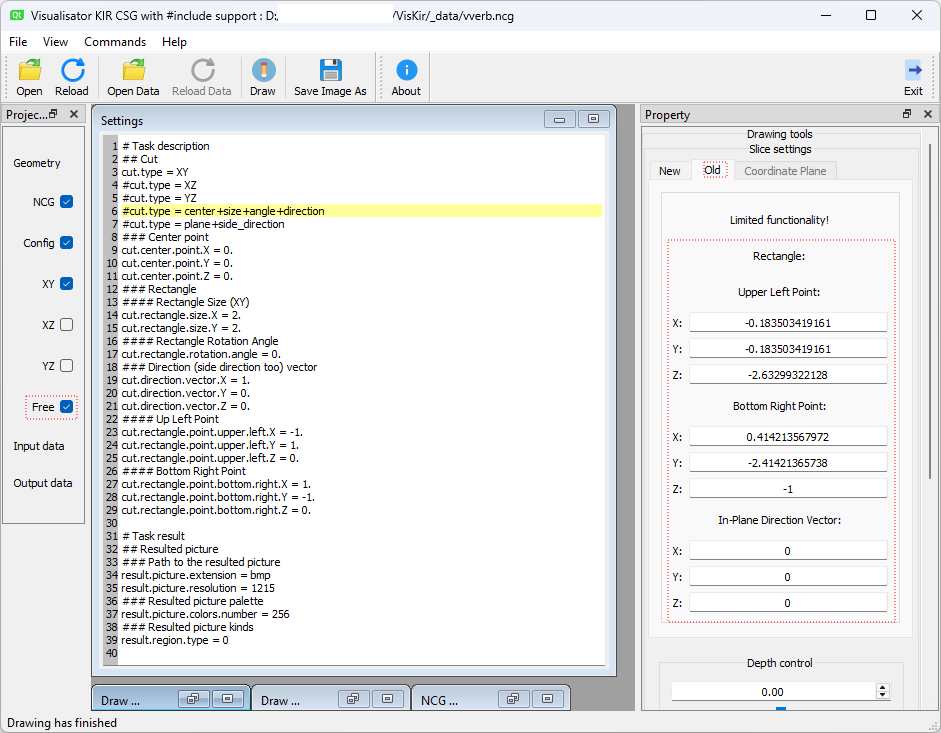 Visualisator KIR CSG with #include support : D:, /VisKir/_data/vverb.ncg
File View Commands Help
Open Reload Open Data Reload Data Draw Save Image As About Exit
Projec...
Geometry
NCG
Config
XY
XZ
YZ
Free
Input data
Output data
Settings
1 # Task description
2 ## Cut
3 cut.type = XY
4 #cut.type = XZ
5 #cut.type = YZ
6 #cut.type = center+size+angle+direction
7 #cut.type = plane+side_direction
8 ### Center point
9 cut.center.point.X = 0.
10 cut.center.point.Y = 0.
11 cut.center.point.Z = 0.
12 ### Rectangle
13 #### Rectangle Size (XY)
14 cut.rectangle.size.X = 2.
15 cut.rectangle.size.Y = 2.
16 #### Rectangle Rotation Angle
17 cut.rectangle.rotation.angle = 0.
18 ### Direction (side direction too) vector
19 cut.direction.vector.X = 1.
20 cut.direction.vector.Y = 0.
21 cut.direction.vector.Z = 0.
22 #### Up Left Point
23 cut.rectangle.point.upper.left.X = -1.
24 cut.rectangle.point.upper.left.Y = 1.
25 cut.rectangle.point.upper.left.Z = 0.
26 #### Bottom Right Point
27 cut.rectangle.point.bottom.right.X = 1.
28 cut.rectangle.point.bottom.right.Y = -1.
29 cut.rectangle.point.bottom.right.Z = 0.
30
31 # Task result
32 ## Resulted picture
33 ### Path to the resulted picture
34 result.picture.extension = bmp
35 result.picture.resolution = 1215
36 ### Resulted picture palette
37 result.picture.colors.number = 256
38 ### Resulted picture kinds
39 result.region.type = 0
40
Draw ...
Draw ...
NCG ...
Property
Drawing tools
Slice settings
New Old Coordinate Plane
Limited functionality!
Rectangle:
Upper Left Point:
X: -0.183503419161
Y: -0.183503419161
Z: -2.63299322128
Bottom Right Point:
X: 0.414213567972
Y: -2.41421365738
Z: -1
In-Plane Direction Vector:
X: 0
Y: 0
Z: 0
Depth control
0.00
Drawing has finished